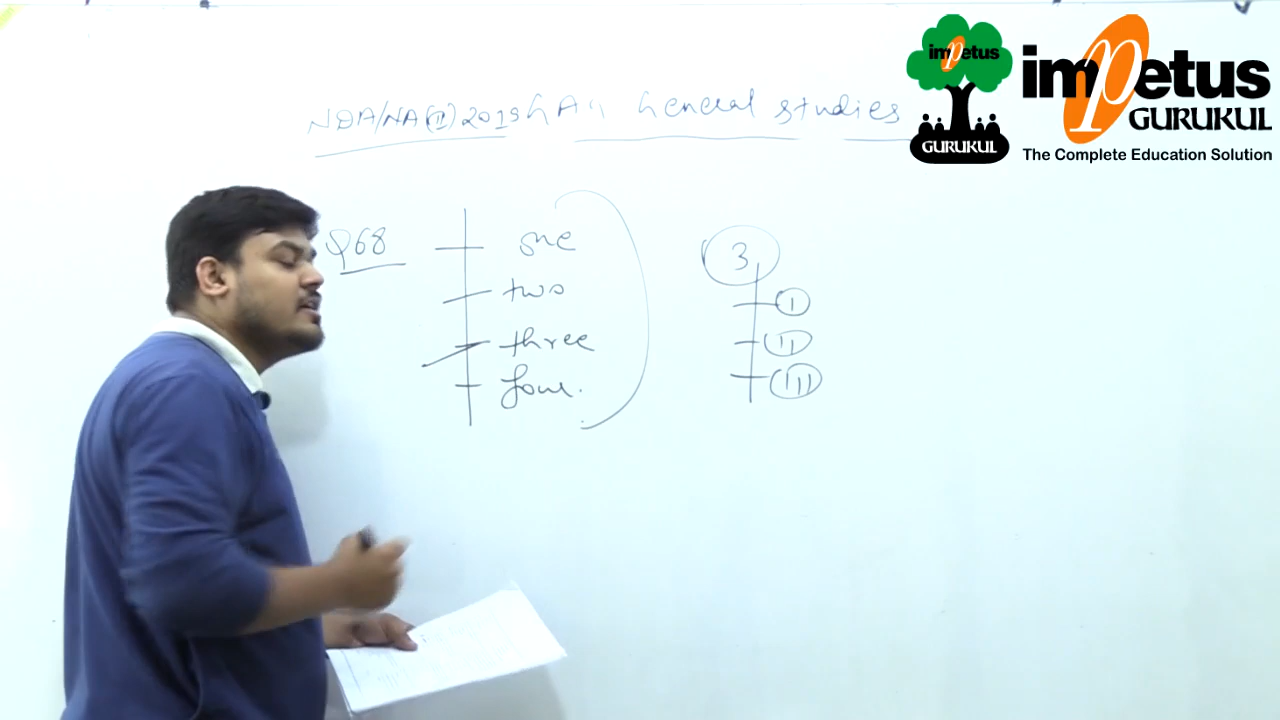 impetus
GURUKUL
impetus
GURUKUL
The Complete Education Solution
NDA/NA(II) 2019 GAT General studies
Q68
one
two
three
four.
3
I
II
III